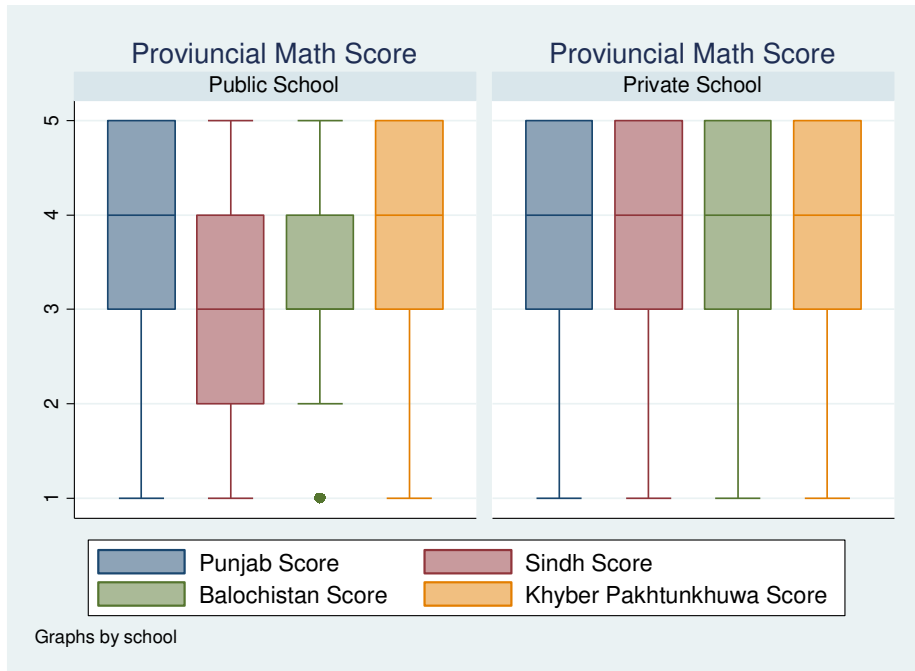 Proviuncial Math Score
Proviuncial Math Score
Public School
Private School
5
4
3
2
1
Punjab Score
Sindh Score
Balochistan Score
Khyber Pakhtunkhuwa Score
Graphs by school